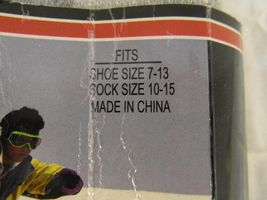 FITS
SHOE SIZE 7-13
SOCK SIZE 10-15
MADE IN CHINA